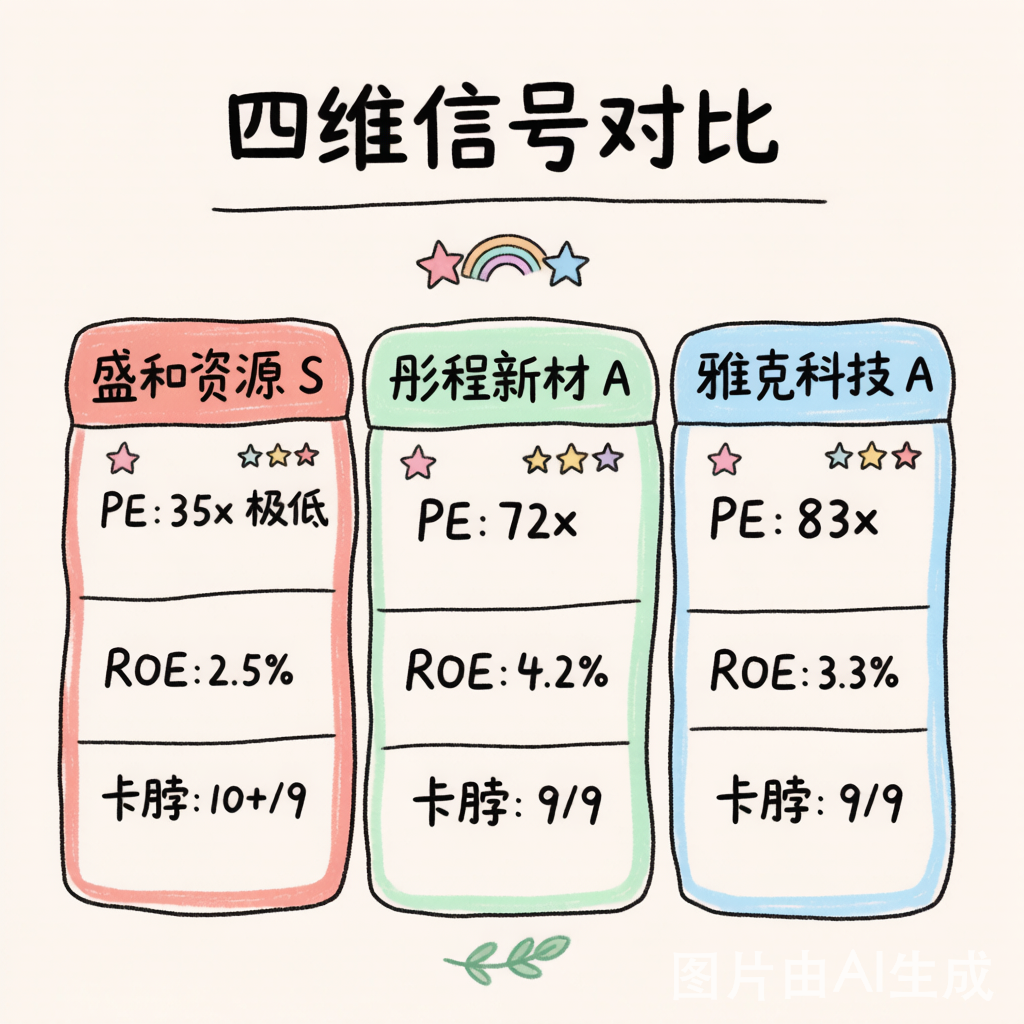 四维信号对比
盛和资源 S
PE: 35x 极低
ROE: 2.5%
卡脖: 10+/9
彤程新材 A
PE: 72x
ROE: 4.2%
卡脖: 9/9
雅克科技 A
PE: 83x
ROE: 3.3%
卡脖: 9/9
图片由AI生成